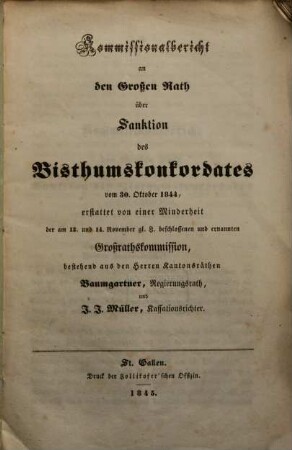 Kommissionalbericht
an
den Großen Rath
über
Sanktion
des
Bisthumskonkordates
vom 30. Oktober 1844,
erstattet von einer Minderheit
der am 13. und 14. November gl. J. beschlossenen und ernannten
Großrathskommission,
bestehend aus den Herren Kantonsräthen
Baumgartner, Regierungsrath,
und
J. J. Müller, Kassationsrichter.
St. Gallen.
Druck der Zollikofer'schen Offizin.
1845.